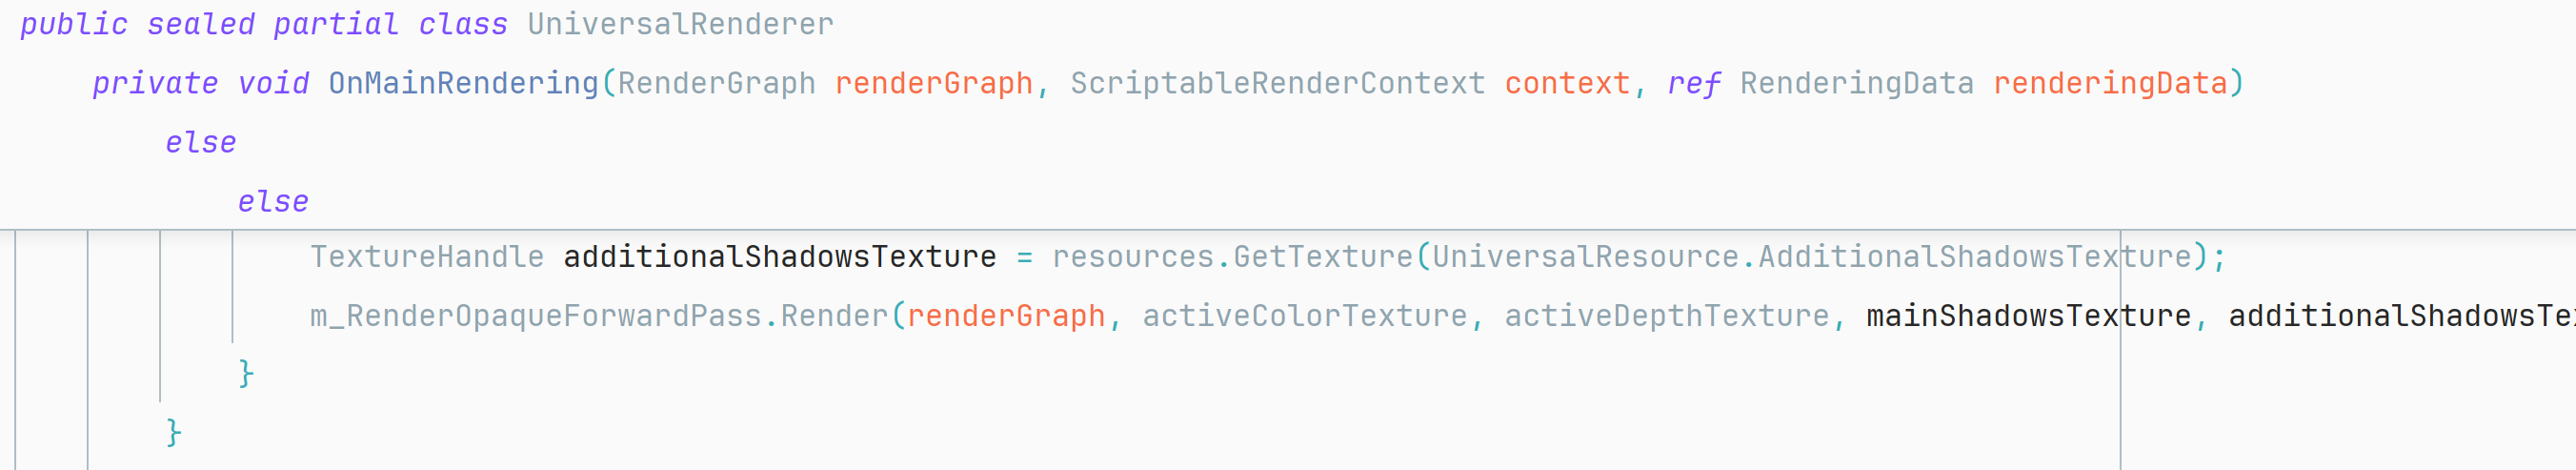 public sealed partial class UniversalRenderer
private void OnMainRendering(RenderGraph renderGraph, ScriptableRenderContext context, ref RenderingData renderingData)
else
else
TextureHandle additionalShadowsTexture = resources.GetTexture(UniversalResource.AdditionalShadowsTexture);
m_RenderOpaqueForwardPass.Render(renderGraph, activeColorTexture, activeDepthTexture, mainShadowsTexture, additionalShadowsTe
}
}